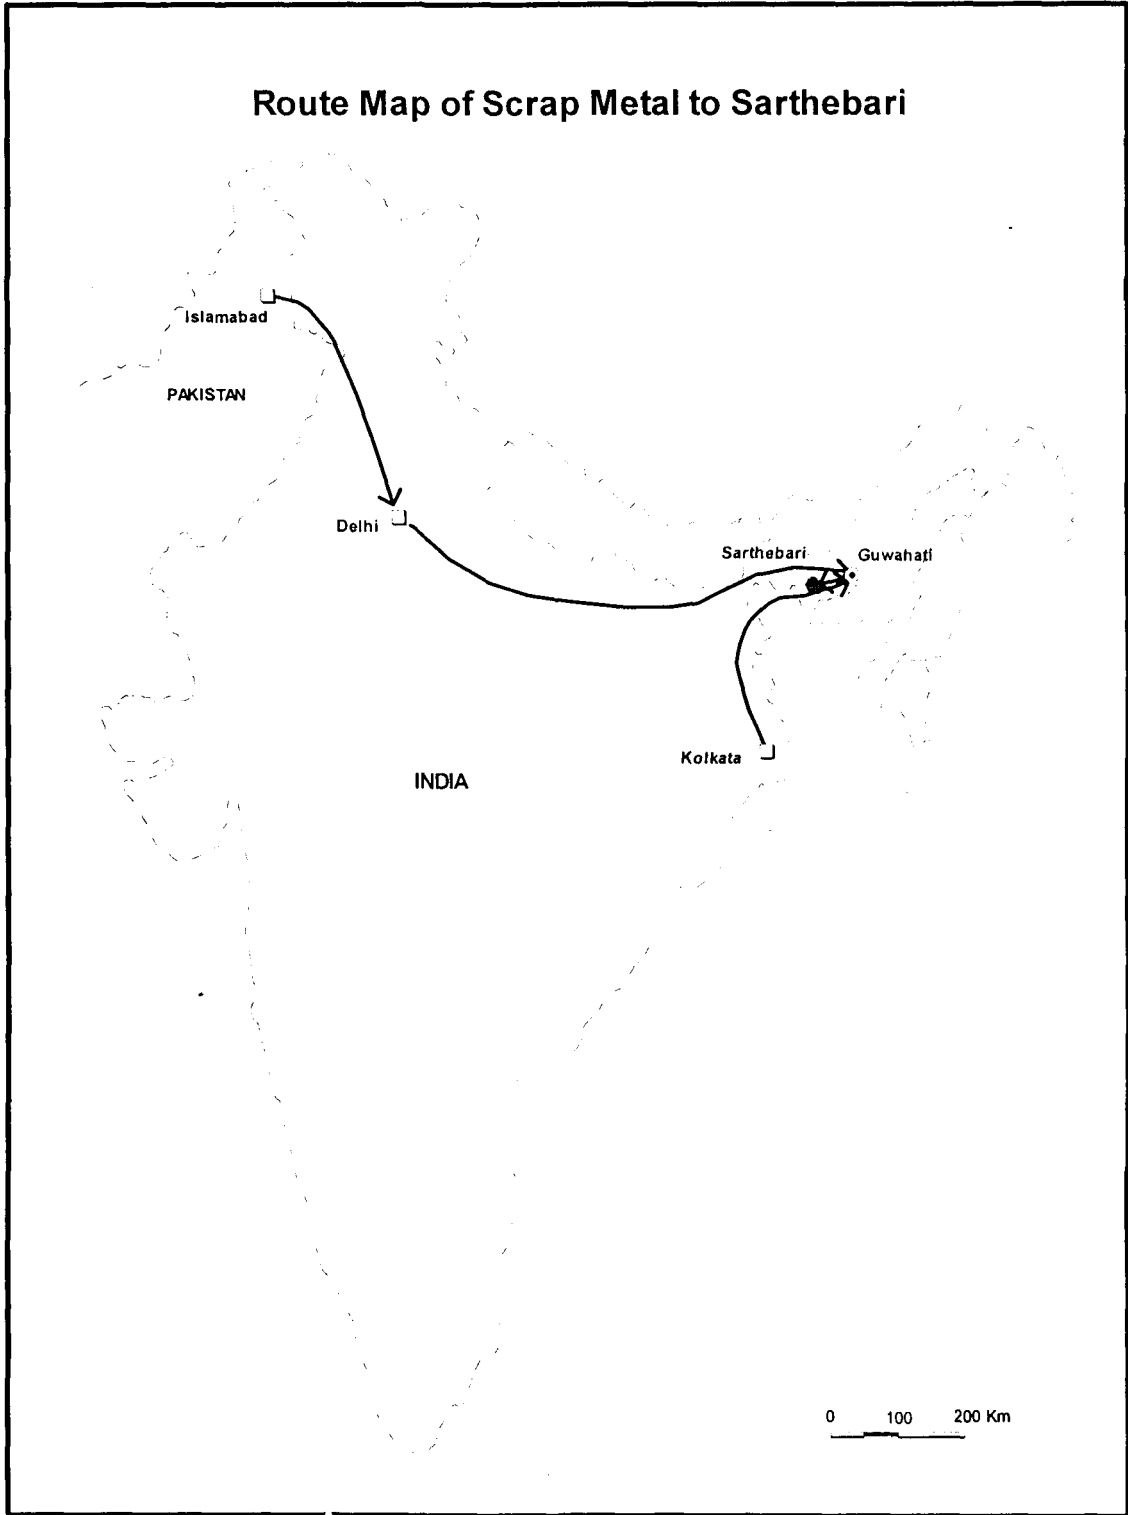 Route Map of Scrap Metal to Sarthebari
Islamabad
PAKISTAN
Delhi
Sarthebari
Guwahati
Kolkata
INDIA
0 100 200 Km